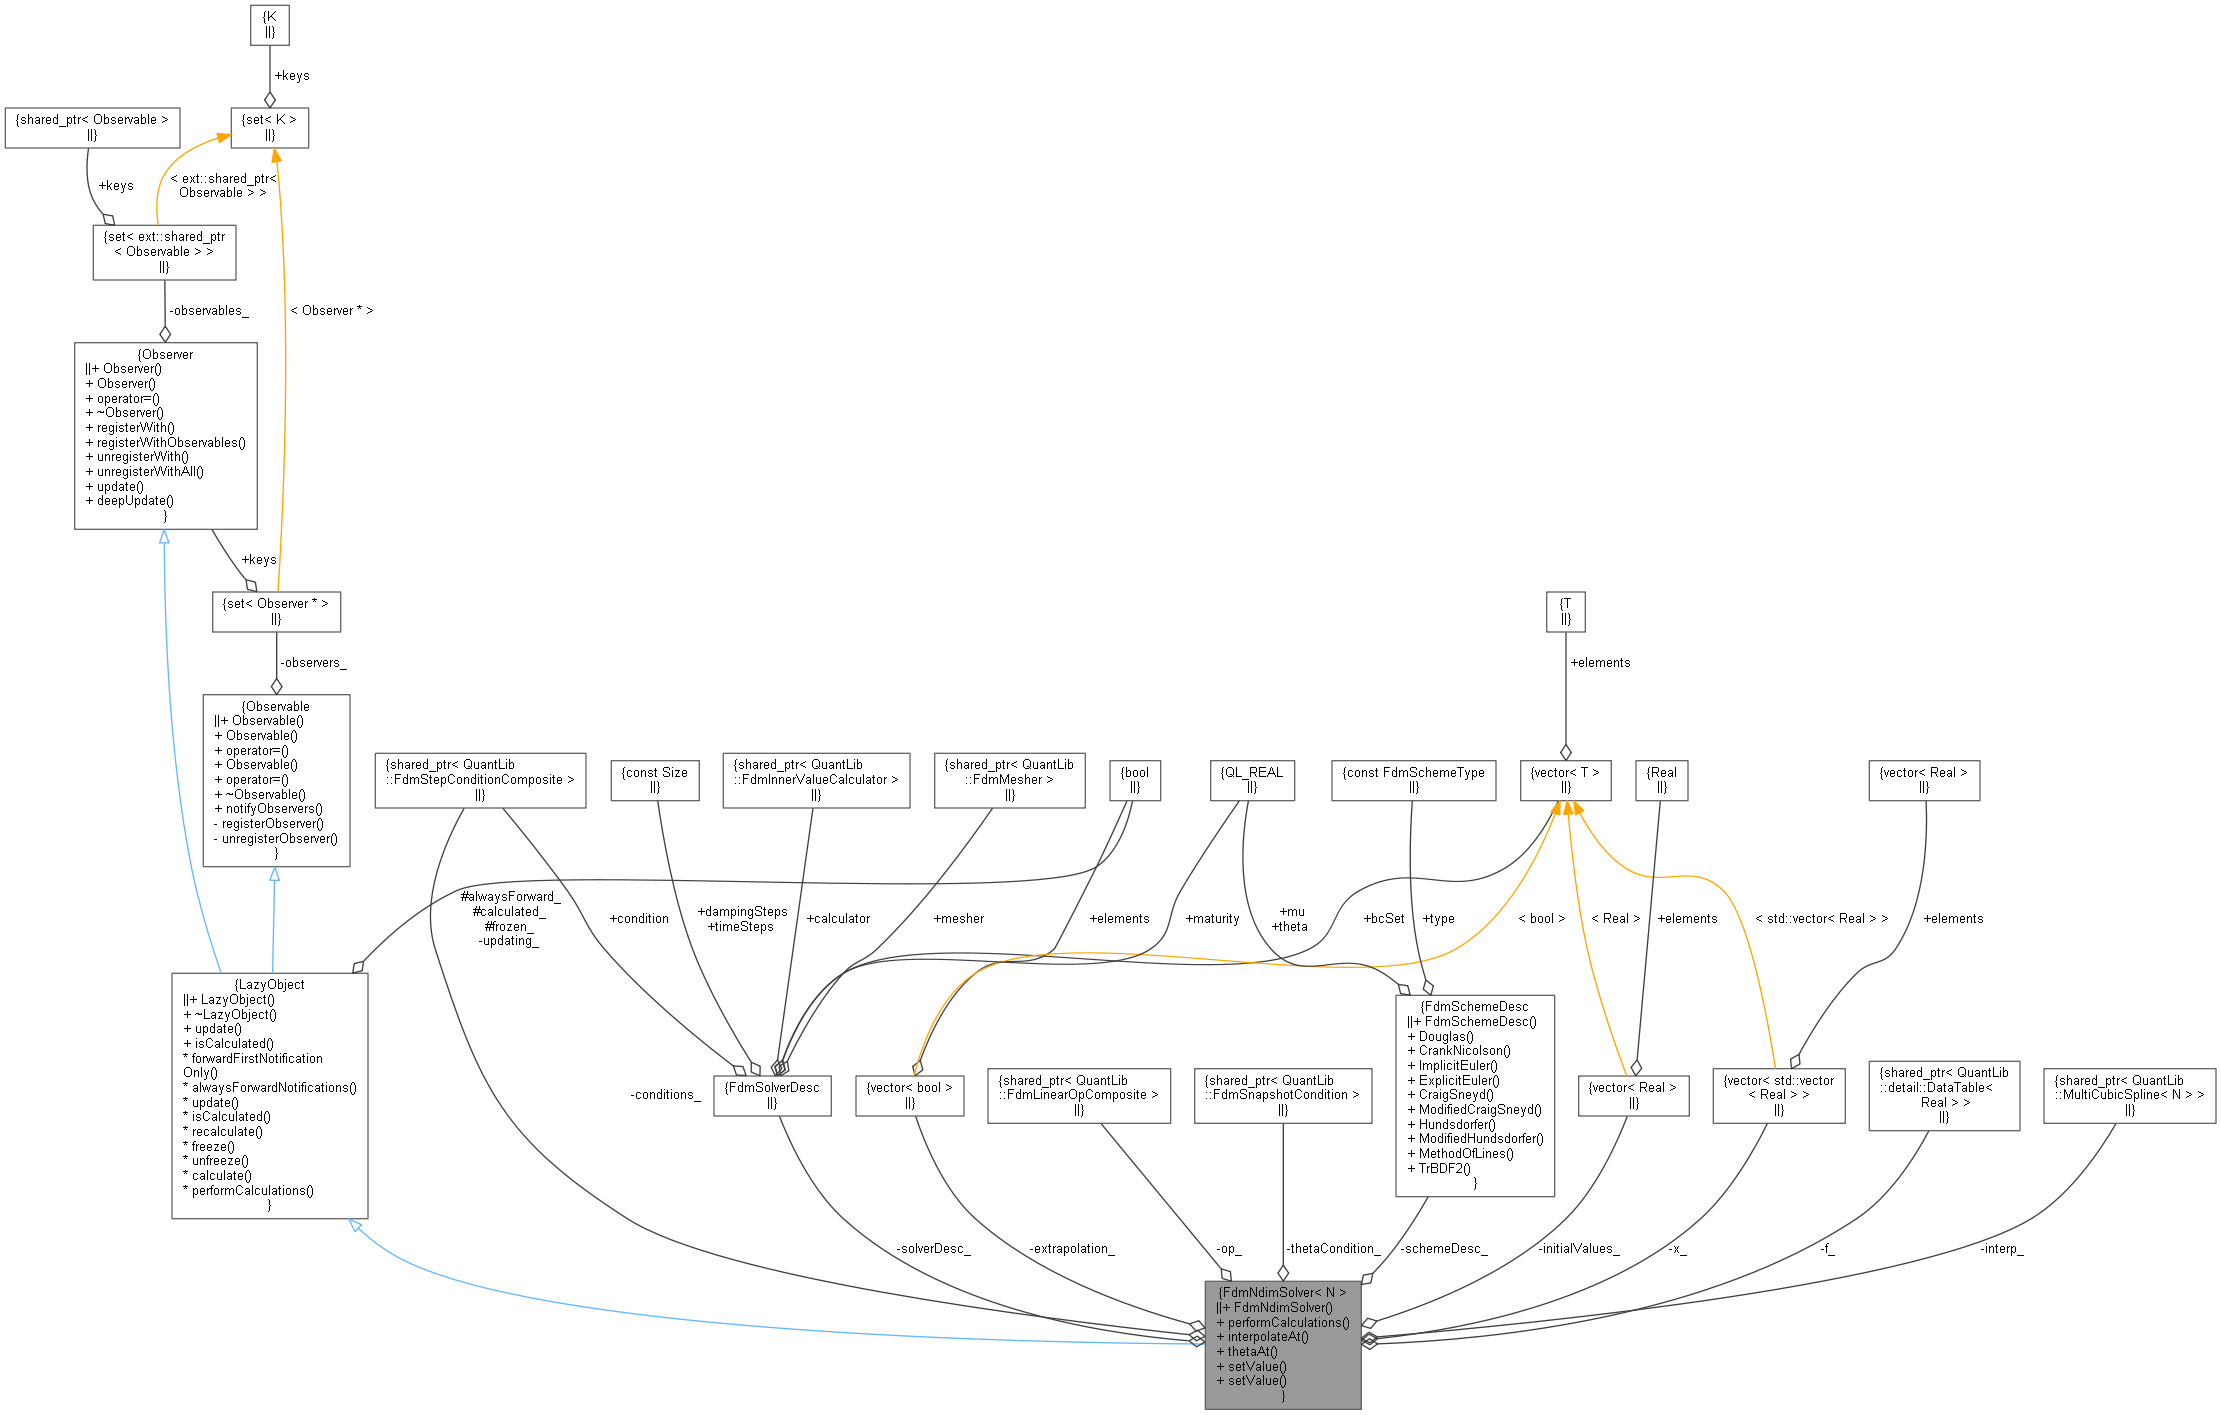 {K
||}
+keys
{shared_ptr< Observable >
||}
{set< K >
||}
+keys
< ext::shared_ptr<
Observable > >
{set< ext::shared_ptr
< Observable > >
||}
-observables_
< Observer * >
{Observer
||+ Observer()
+ Observer()
+ operator=()
+ ~Observer()
+ registerWith()
+ registerWithObservables()
+ unregisterWith()
+ unregisterWithAll()
+ update()
+ deepUpdate()
}
+keys
{set< Observer * >
||}
-observers_
{Observable
||+ Observable()
+ Observable()
+ operator=()
+ Observable()
+ operator=()
+ ~Observable()
+ notifyObservers()
- registerObserver()
- unregisterObserver()
}
{T
||}
+elements
{shared_ptr< QuantLib
::FdmStepConditionComposite >
||}
{const Size
||}
{shared_ptr< QuantLib
::FdmInnerValueCalculator >
||}
{shared_ptr< QuantLib
::FdmMesher >
||}
{bool
||}
{QL_REAL
||}
{const FdmSchemeType
||}
{vector< T >
||}
{Real
||}
{vector< Real >
||}
#alwaysForward_
#calculated_
#frozen_
-updating_
+condition
+dampingSteps
+timeSteps
+calculator
+mesher
+elements
+maturity
+mu
+theta
+bcSet
+type
< bool >
< Real >
+elements
< std::vector< Real > >
+elements
{LazyObject
||+ LazyObject()
+ ~LazyObject()
+ update()
+ isCalculated()
* forwardFirstNotification
Only()
* alwaysForwardNotifications()
* update()
* isCalculated()
* recalculate()
* freeze()
* unfreeze()
* calculate()
* performCalculations()
}
-conditions_
{FdmSolverDesc
||}
{vector< bool >
||}
{shared_ptr< QuantLib
::FdmLinearOpComposite >
||}
{shared_ptr< QuantLib
::FdmSnapshotCondition >
||}
{FdmSchemeDesc
||+ FdmSchemeDesc()
+ Douglas()
+ CrankNicolson()
+ ImplicitEuler()
+ ExplicitEuler()
+ CraigSneyd()
+ ModifiedCraigSneyd()
+ Hundsdorfer()
+ ModifiedHundsdorfer()
+ MethodOfLines()
+ TrBDF2()
}
{vector< Real >
||}
{vector< std::vector
< Real > >
||}
{shared_ptr< QuantLib
::detail::DataTable<
Real > >
||}
{shared_ptr< QuantLib
::MultiCubicSpline< N > >
||}
-solverDesc_
-extrapolation_
-op_
-thetaCondition_
-schemeDesc_
-initialValues_
-x_
-f_
-interp_
{FdmNdimSolver< N >
||+ FdmNdimSolver()
+ performCalculations()
+ interpolateAt()
+ thetaAt()
+ setValue()
+ setValue()
}